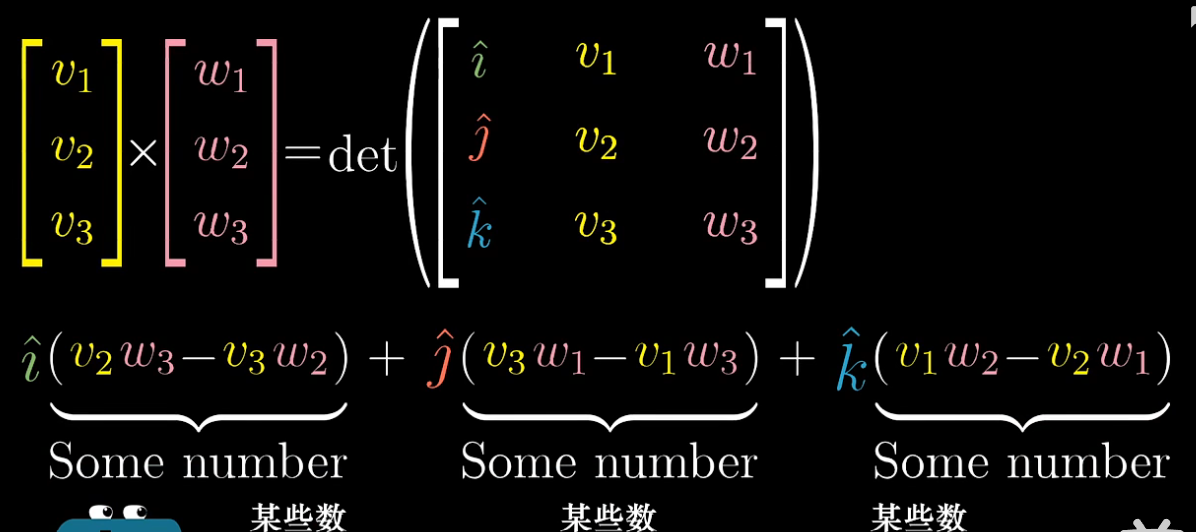 [v₁ v₂ v₃] × [w₁ w₂ w₃] = det([î v₁ w₁ ĵ v₂ w₂ k̂ v₃ w₃])
î(v₂w₃−v₃w₂) + ĵ(v₃w₁−v₁w₃) + k̂(v₁w₂−v₂w₁)
Some number Some number Some number
某些数 某些数 某些数